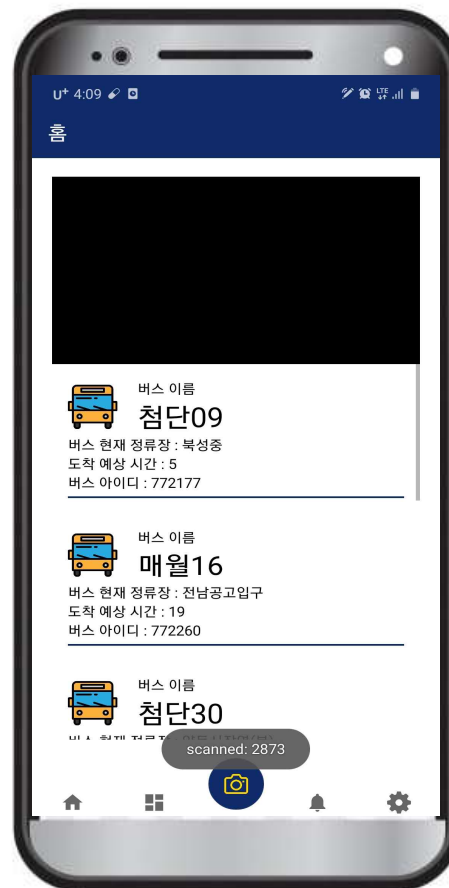 U+ 4:09
LTE
홈
버스 이름
첨단09
버스 현재 정류장 : 북성중
도착 예상 시간 : 5
버스 아이디 : 772177
버스 이름
매월16
버스 현재 정류장 : 전남공고입구
도착 예상 시간 : 19
버스 아이디 : 772260
버스 이름
첨단30
scanned: 2873